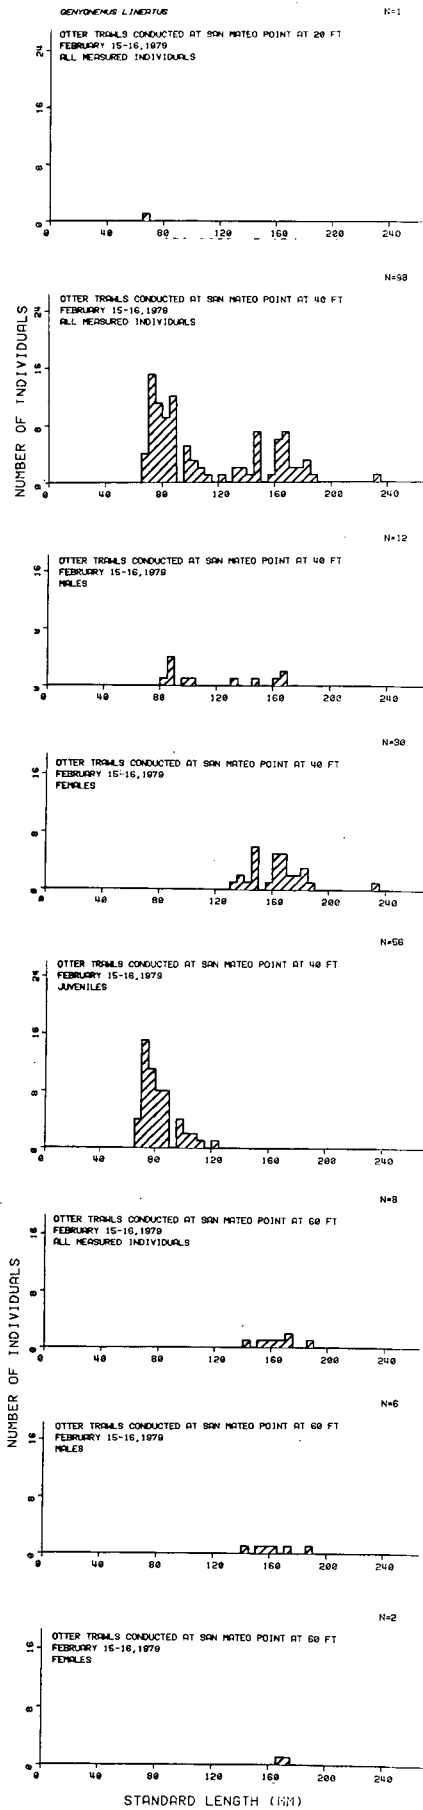 GENYONEMUS LINEATUS
N=1
OTTER TRAWLS CONDUCTED AT SAN MATEO POINT AT 20 FT
FEBRUARY 15-16,1979
ALL MEASURED INDIVIDUALS
24
16
8
0
0 40 80 120 160 200 240
N=98
OTTER TRAWLS CONDUCTED AT SAN MATEO POINT AT 40 FT
FEBRUARY 15-16,1979
ALL MEASURED INDIVIDUALS
24
16
8
0
0 40 80 120 160 200 240
NUMBER OF INDIVIDUALS
N=12
OTTER TRAWLS CONDUCTED AT SAN MATEO POINT AT 40 FT
FEBRUARY 15-16,1979
MALES
16
8
0
0 40 80 120 160 200 240
N=30
OTTER TRAWLS CONDUCTED AT SAN MATEO POINT AT 40 FT
FEBRUARY 15-16,1979
FEMALES
16
8
0
0 40 80 120 160 200 240
N=56
OTTER TRAWLS CONDUCTED AT SAN MATEO POINT AT 40 FT
FEBRUARY 15-16,1979
JUVENILES
24
16
8
0
0 40 80 120 160 200 240
N=8
OTTER TRAWLS CONDUCTED AT SAN MATEO POINT AT 60 FT
FEBRUARY 15-16,1979
ALL MEASURED INDIVIDUALS
16
8
0
0 40 80 120 160 200 240
NUMBER OF INDIVIDUALS
N=6
OTTER TRAWLS CONDUCTED AT SAN MATEO POINT AT 60 FT
FEBRUARY 15-16,1979
MALES
16
8
0
0 40 80 120 160 200 240
N=2
OTTER TRAWLS CONDUCTED AT SAN MATEO POINT AT 60 FT
FEBRUARY 15-16,1979
FEMALES
16
8
0
0 40 80 120 160 200 240
STANDARD LENGTH (MM)